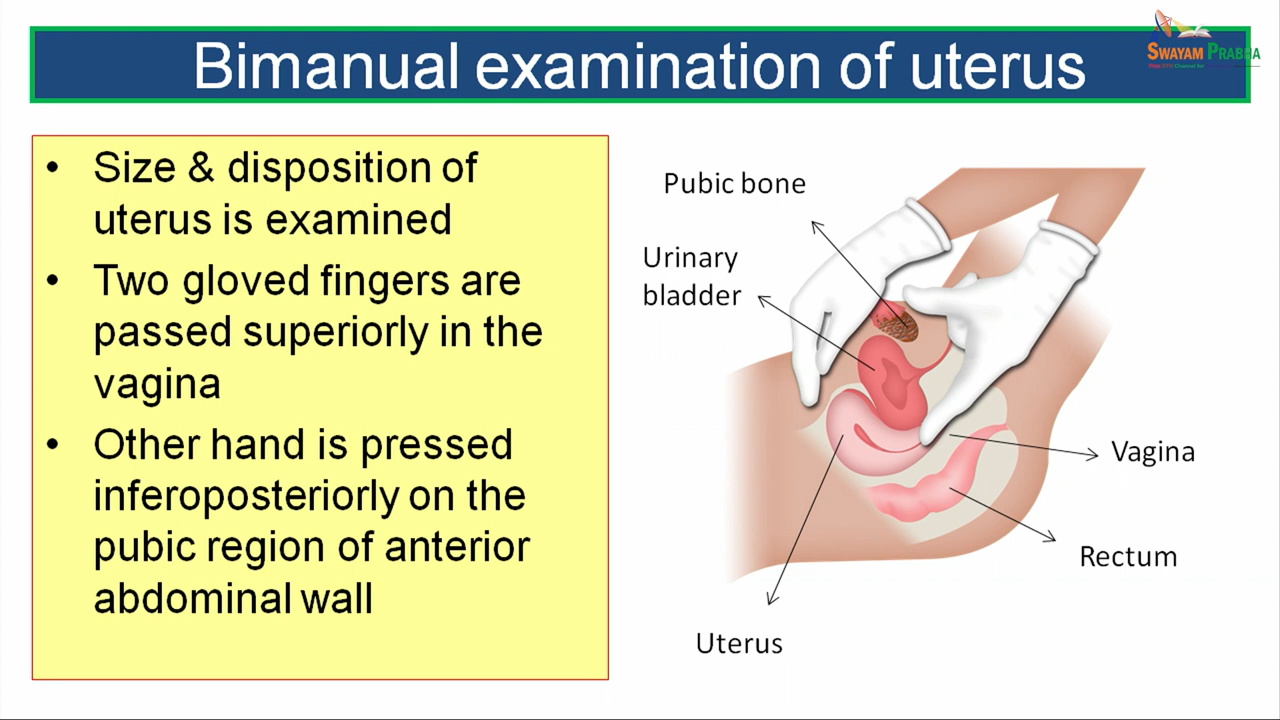 Bimanual examination of uterus
SWAYAM PRABHA
• Size & disposition of
uterus is examined
• Two gloved fingers are
passed superiorly in the
vagina
• Other hand is pressed
inferoposteriorly on the
pubic region of anterior
abdominal wall
Pubic bone
Urinary
bladder
Vagina
Rectum
Uterus